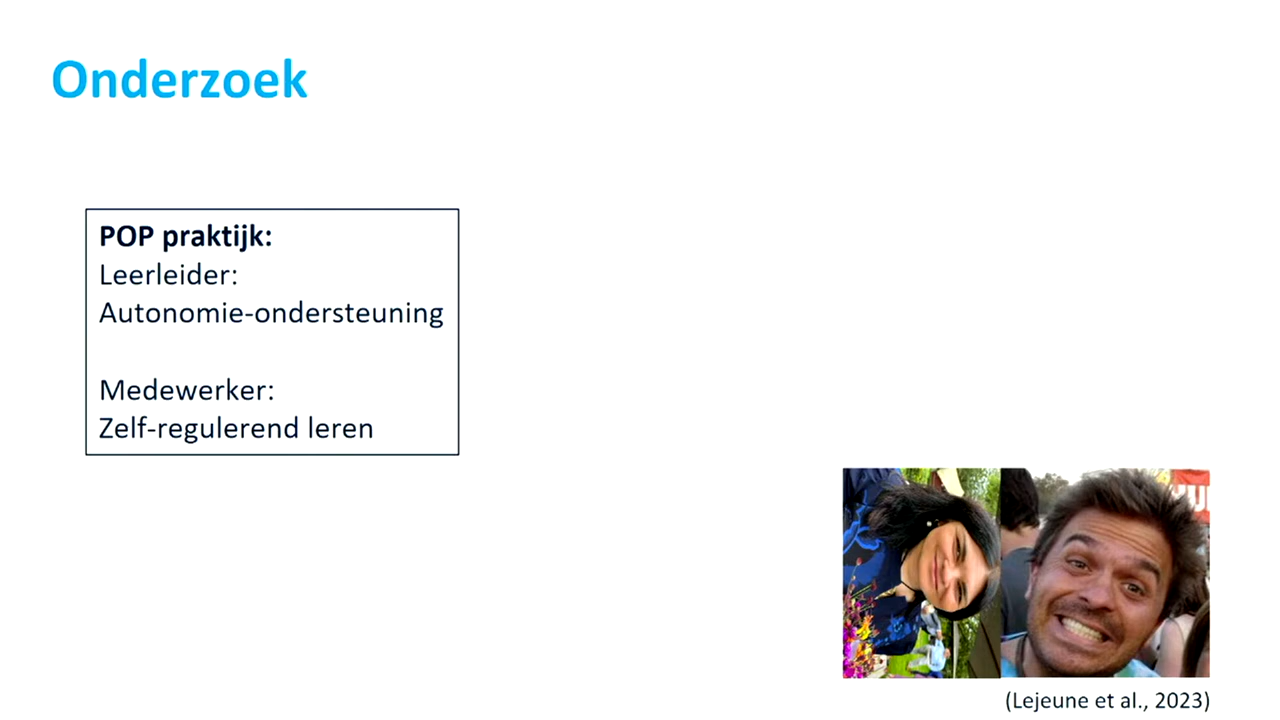 Onderzoek
POP praktijk:
Leerleider:
Autonomie-ondersteuning
Medewerker:
Zelf-regulerend leren
(Lejeune et al., 2023)